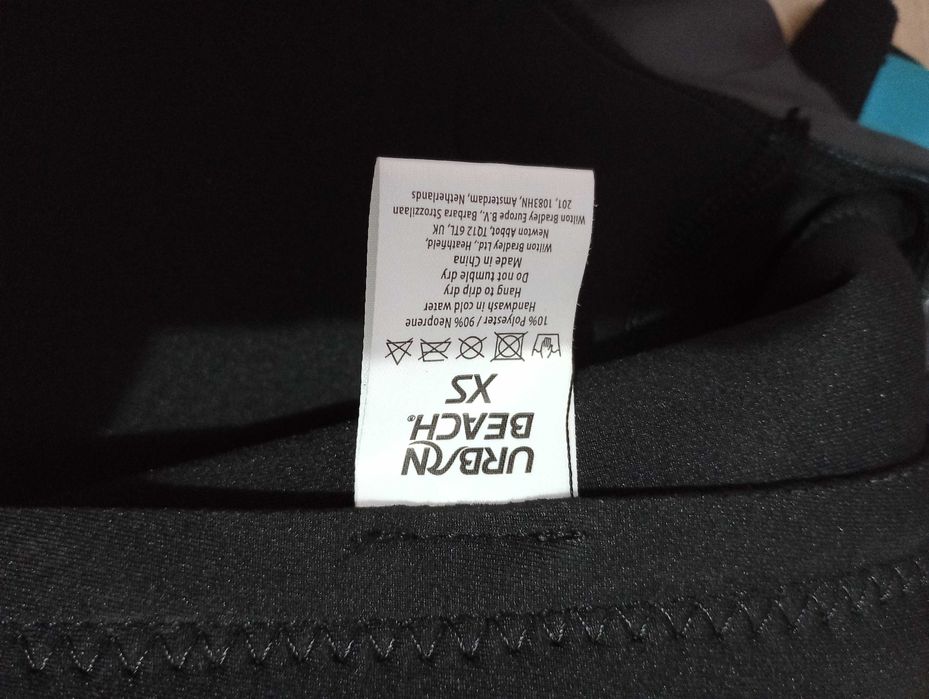 URBAN
BEACH®
XS
10% Polyester / 90% Neoprene
Handwash in cold water
Hang to drip dry
Do not tumble dry
Made in China
Wilton Bradley Ltd, Heathfield,
Newton Abbot, TQ12 6TL, UK
Wilton Bradley Europe B.V., Barbara Strozzilaan
201, 1083HN, Amsterdam, Netherlands